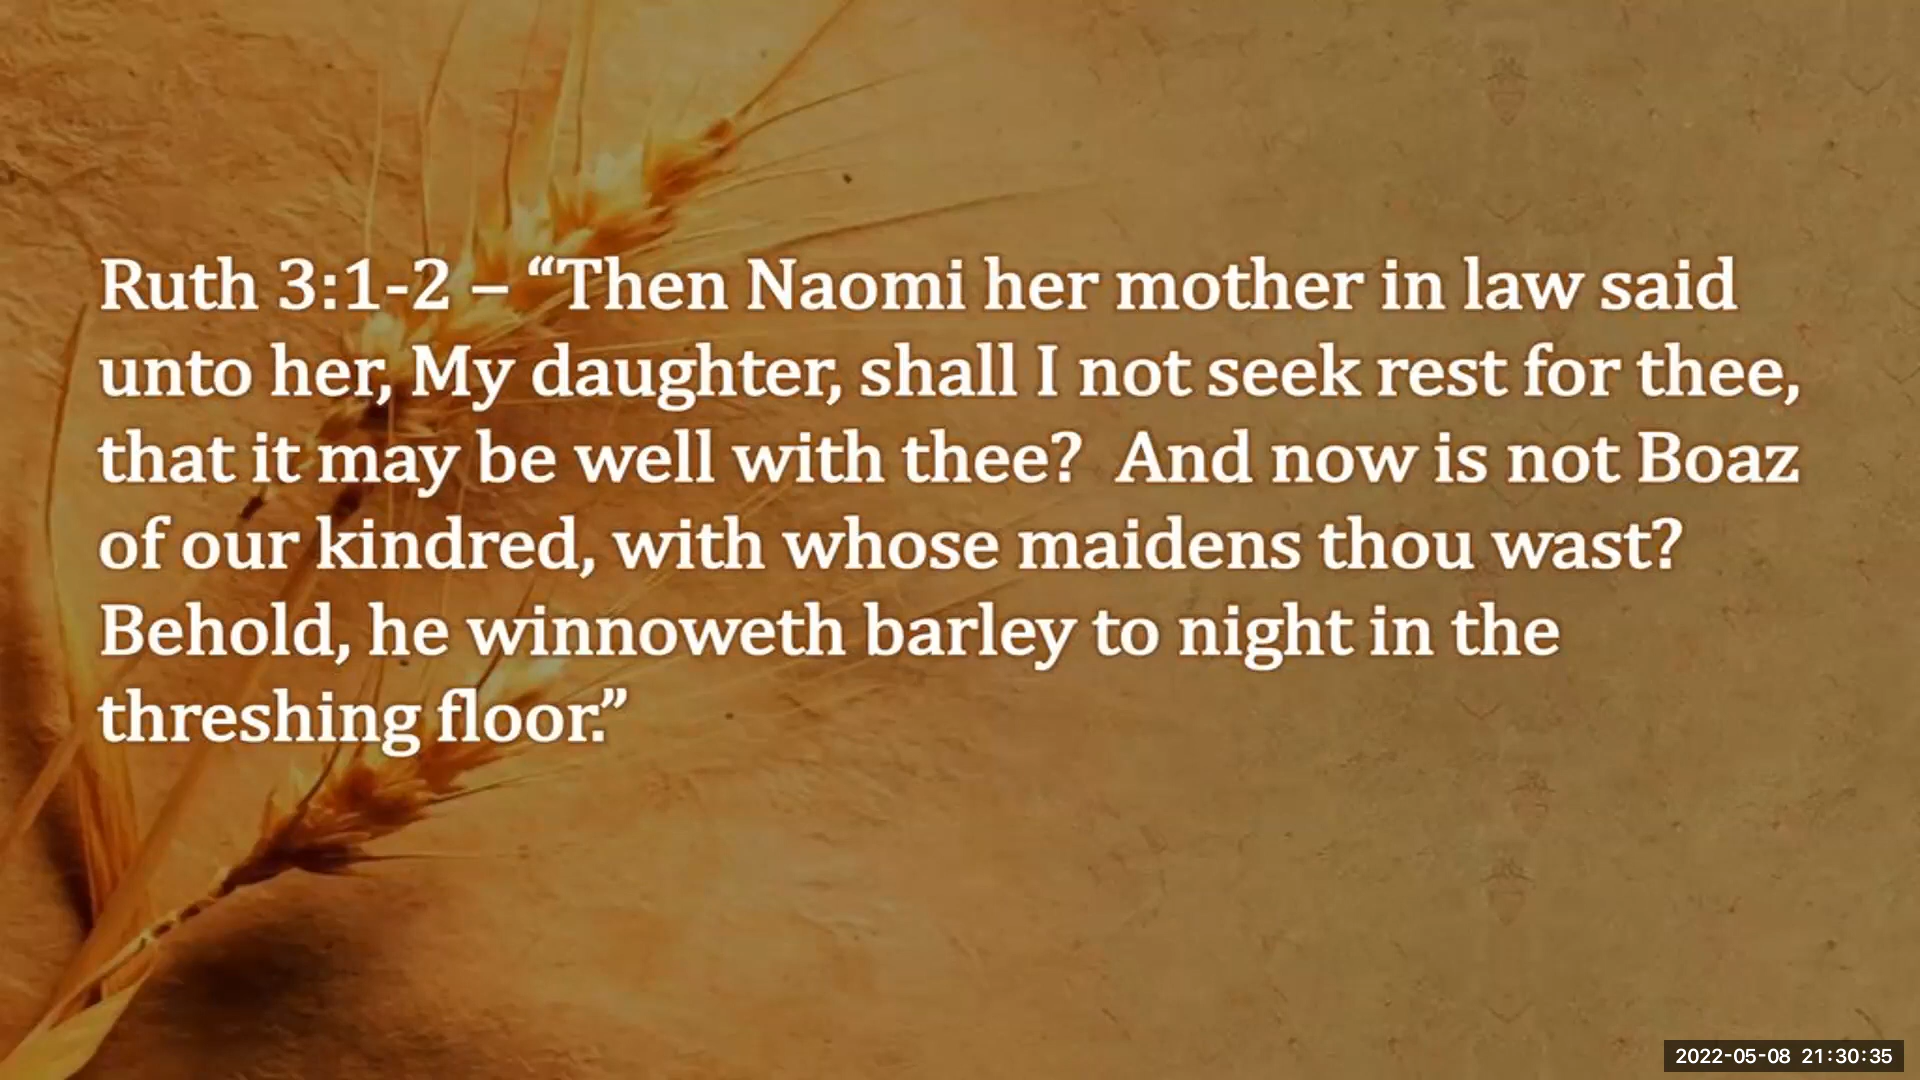 Ruth 3:1-2 – “Then Naomi her mother in law said
unto her, My daughter, shall I not seek rest for thee,
that it may be well with thee?  And now is not Boaz
of our kindred, with whose maidens thou wast?
Behold, he winnoweth barley to night in the
threshing floor.”
2022-05-08 21:30:35